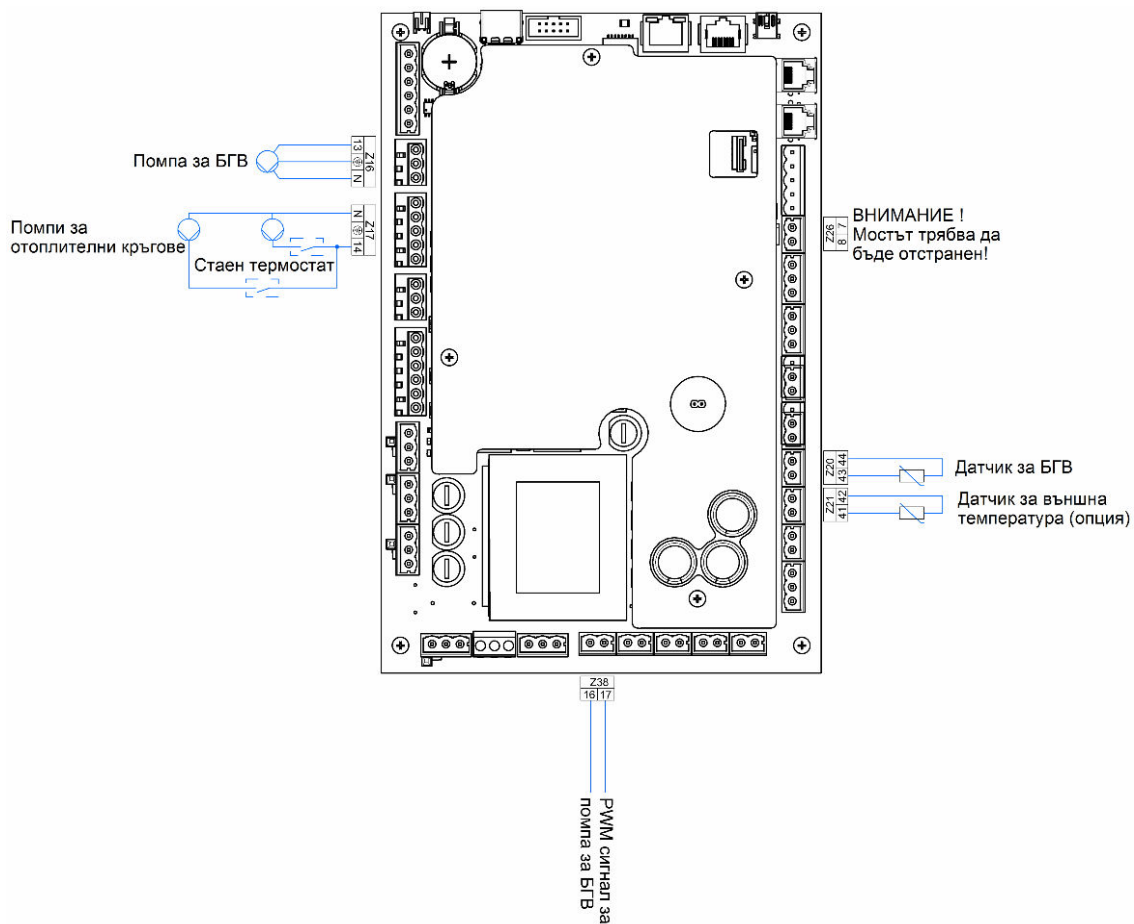 Помпа за БГВ
13
N
Z16
Помпи за
отоплителни кръгове
N
14
Z17
Стаен термостат
Z26
8 7
ВНИМАНИЕ !
Мостът трябва да
бъде отстранен!
Z20
43 44
Датчик за БГВ
Z21
41 42
Датчик за външна
температура (опция)
Z38
16 17
PWM сигнал за
помпа за БГВ